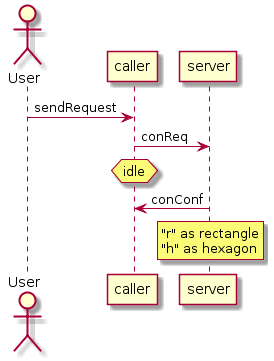 User
caller
server
sendRequest
conReq
idle
conConf
"r" as rectangle
"h" as hexagon
User
caller
server